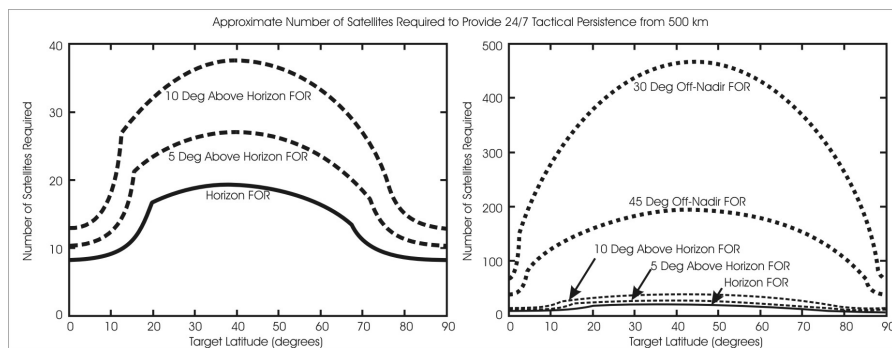 Approximate Number of Satellites Required to Provide 24/7 Tactical Persistence from 500 km
40
30
20
10
0
Number of Satellites Required
10 Deg Above Horizon FOR
5 Deg Above Horizon FOR
Horizon FOR
0 10 20 30 40 50 60 70 80 90
Target Latitude (degrees)
500
400
300
200
100
0
Number of Satellites Required
30 Deg Off-Nadir FOR
45 Deg Off-Nadir FOR
10 Deg Above Horizon FOR
5 Deg Above Horizon FOR
Horizon FOR
0 10 20 30 40 50 60 70 80 90
Target Latitude (degrees)